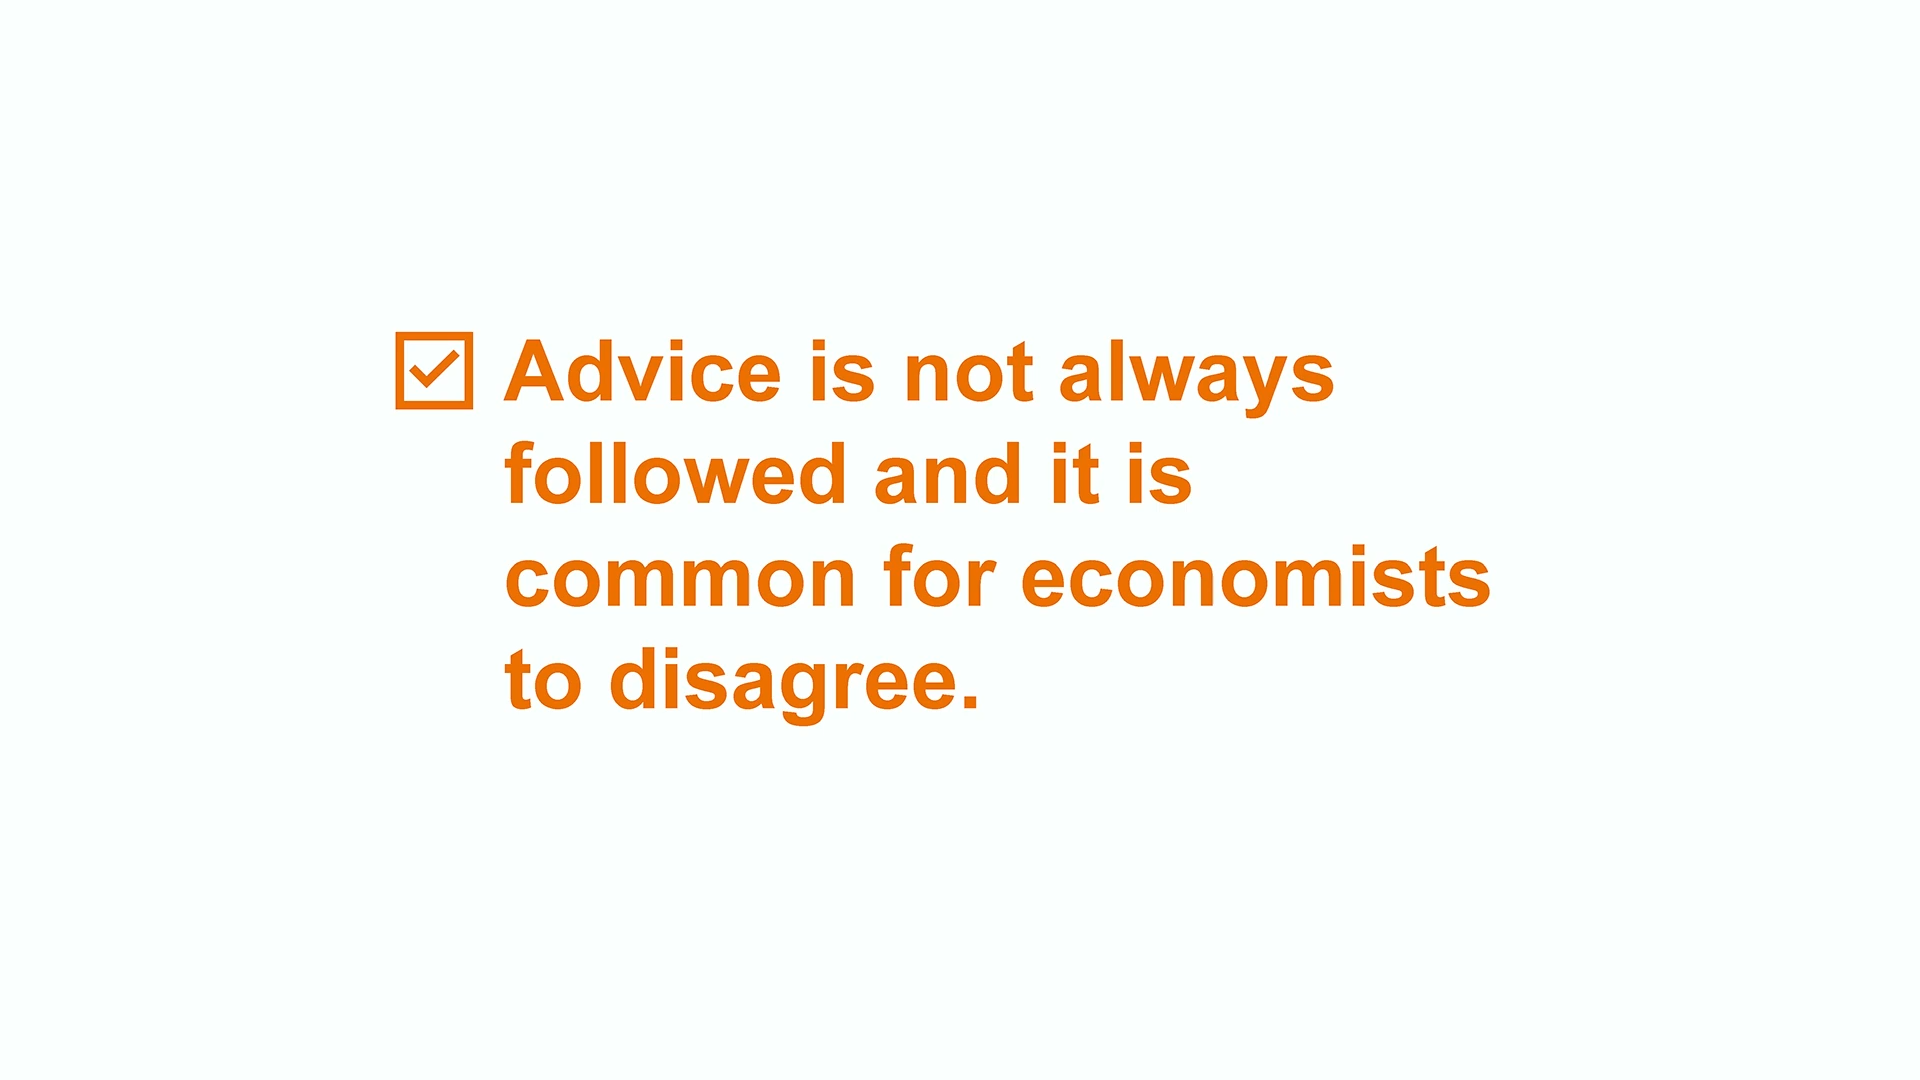 Advice is not always
followed and it is
common for economists
to disagree.